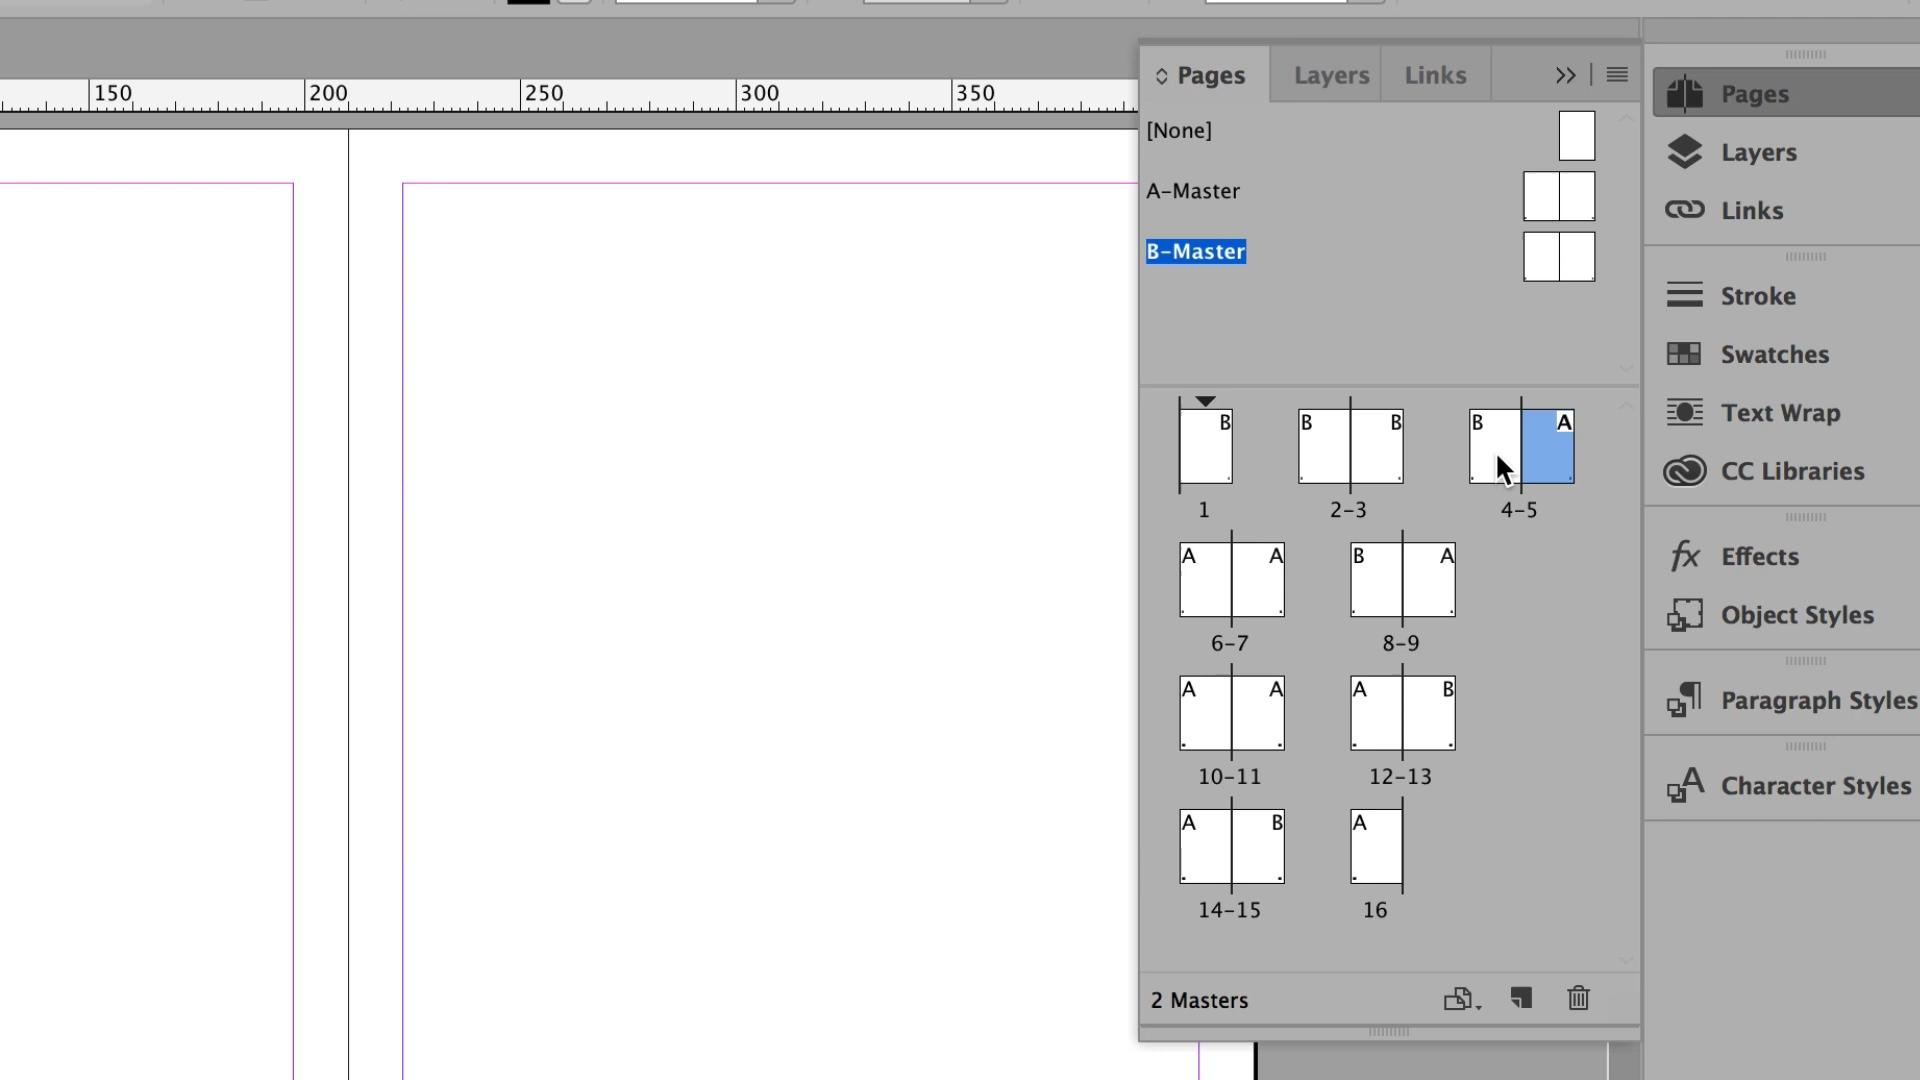 150 200 250 300 350
Pages Layers Links
[None]
A-Master
B-Master
B B B B A
1 2-3 4-5
A A B A
6-7 8-9
A A A B
10-11 12-13
A B A
14-15 16
2 Masters
Pages
Layers
Links
Stroke
Swatches
Text Wrap
CC Libraries
fx Effects
Object Styles
Paragraph Styles
Character Styles